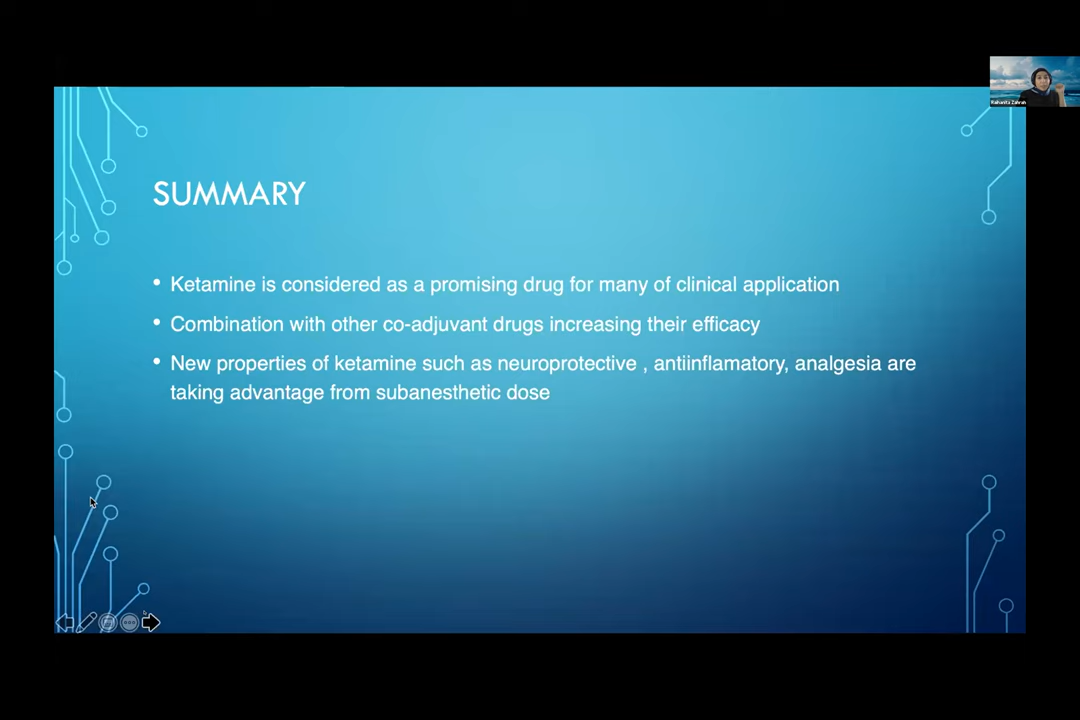 SUMMARY
• Ketamine is considered as a promising drug for many of clinical application
• Combination with other co-adjuvant drugs increasing their efficacy
• New properties of ketamine such as neuroprotective , antiinflamatory, analgesia are
taking advantage from subanesthetic dose